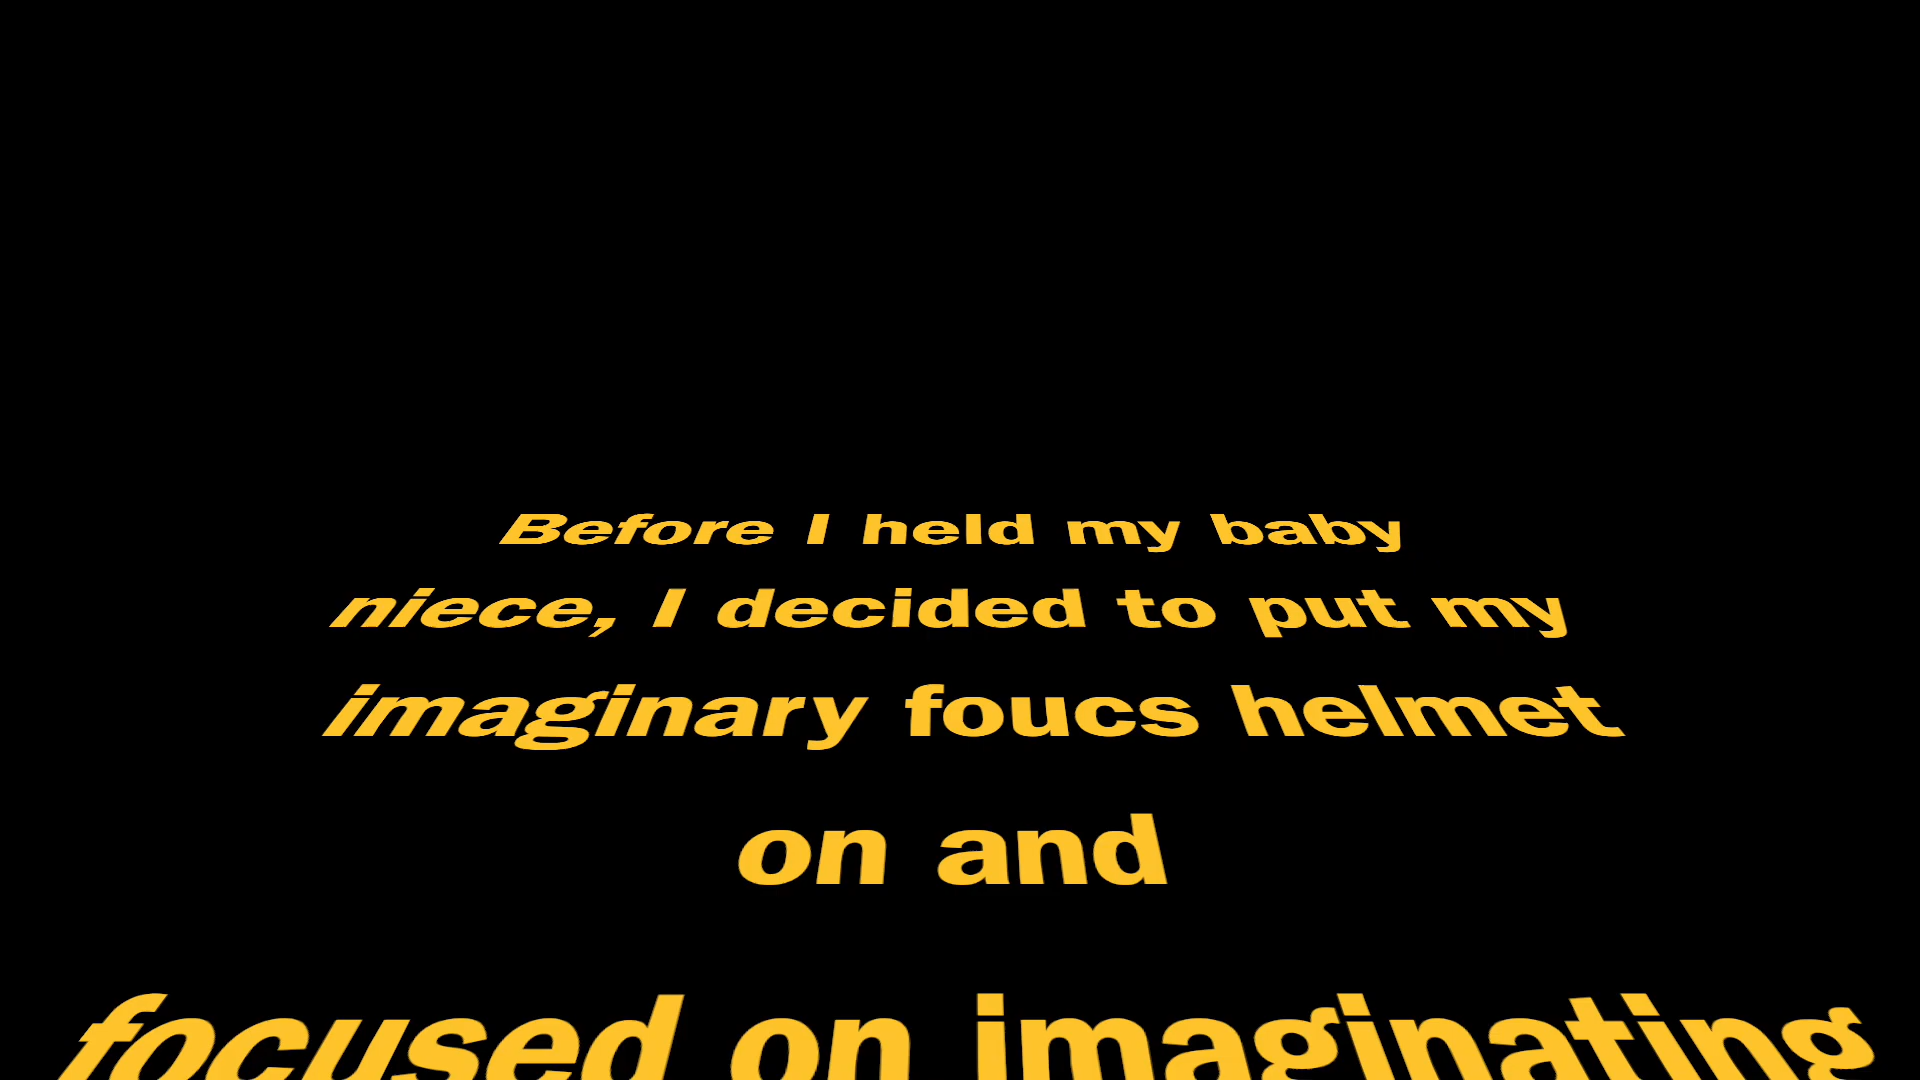 Before I held my baby
niece, I decided to put my
imaginary foucs helmet
on and
focused on imaginating